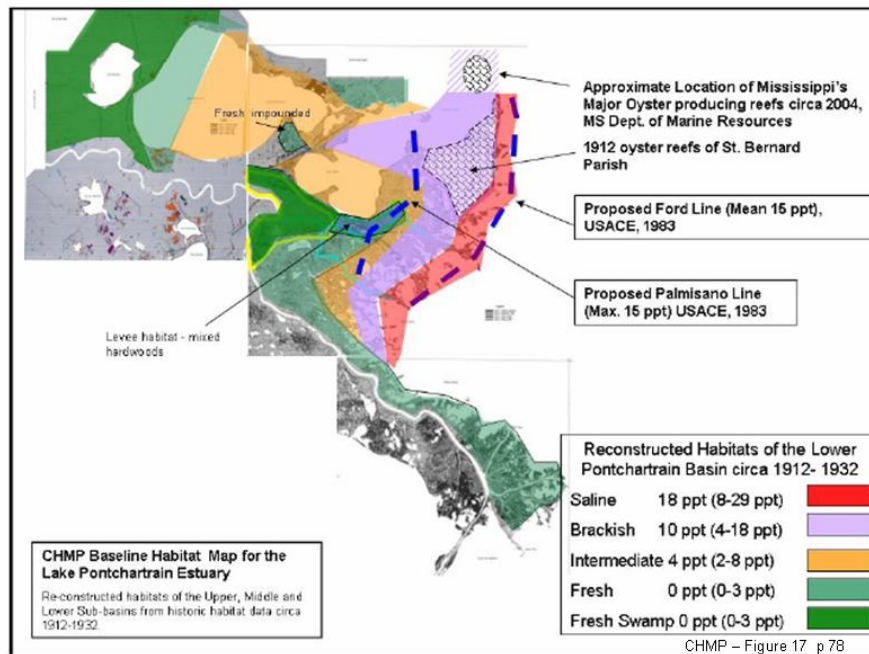 Fresh impounded
Approximate Location of Mississippi's
Major Oyster producing reefs circa 2004,
MS Dept. of Marine Resources
1912 oyster reefs of St. Bernard
Parish
Proposed Ford Line (Mean 15 ppt),
USACE, 1983
Proposed Palmisano Line
(Max. 15 ppt) USACE, 1983
Levee habitat - mixed
hardwoods
Reconstructed Habitats of the Lower
Pontchartrain Basin circa 1912- 1932
Saline 18 ppt (8-29 ppt)
Brackish 10 ppt (4-18 ppt)
Intermediate 4 ppt (2-8 ppt)
Fresh 0 ppt (0-3 ppt)
Fresh Swamp 0 ppt (0-3 ppt)
CHMP Baseline Habitat Map for the
Lake Pontchartrain Estuary
Re-constructed habitats of the Upper, Middle and
Lower Sub-basins from historic habitat data circa
1912-1932.
CHMP – Figure 17 p 78